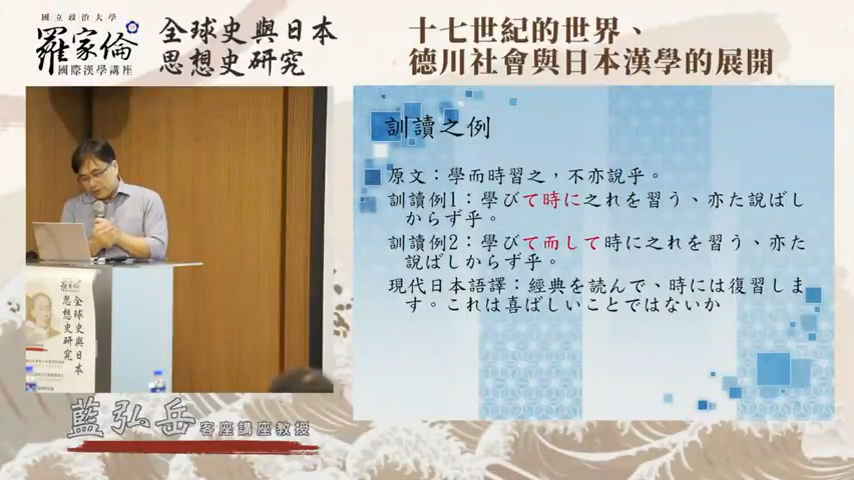 國立政治大學
羅家倫
國際漢學講座
全球史與日本
思想史研究
十七世紀的世界、
德川社會與日本漢學的展開
訓讀之例
原文：學而時習之，不亦說乎。
訓讀例1：學びて時に之れを習う、亦た說ばし
からず乎。
訓讀例2：學びて而して時に之れを習う、亦た
說ばしからず乎。
現代日本語譯：經典を読んで、時には復習しま
す。これは喜ばしいことではないか
全球史與日本
思想史研究
藍弘岳 客座講座教授